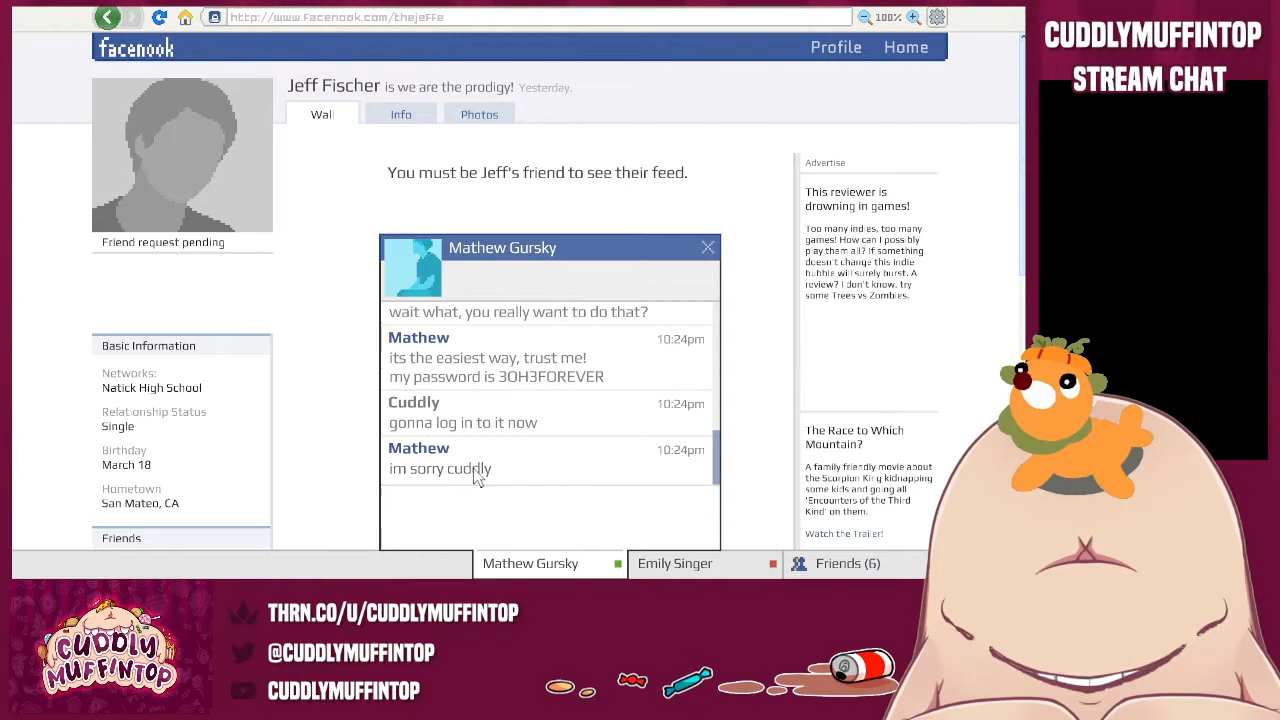 http://www.Facenook.com/thejeffe
100%
facenook
Profile
Home
Jeff Fischer is we are the prodigy! Yesterday.
Wall
Info
Photos
You must be Jeff's friend to see their feed.
Friend request pending
Basic Information
Networks:
Natick High School
Relationship Status
Single
Birthday
March 18
Hometown
San Mateo, CA
Friends
Mathew Gursky
wait what, you really want to do that?
Mathew 10:24pm
its the easiest way, trust me!
my password is 3OH3FOREVER
Cuddly 10:24pm
gonna log in to it now
Mathew 10:24pm
im sorry cuddly
Advertise
This reviewer is
drowning in games!
Too many indies, too many
games! How can I possibly
play them all? If something
doesn't change this indie
bubble will surely burst. A
review? I don't know, try
some Trees vs Zombies.
The Race to Which
Mountain?
A family friendly movie about
the Scorpion King kidnapping
some kids and going all
'Encounters of the Third
Kind' on them.
Watch the Trailer!
Mathew Gursky
Emily Singer
Friends (6)
CUDDLYMUFFINTOP
STREAM CHAT
CUDDLY
MUFFINTOP
THRN.CO/U/CUDDLYMUFFINTOP
@CUDDLYMUFFINTOP
CUDDLYMUFFINTOP